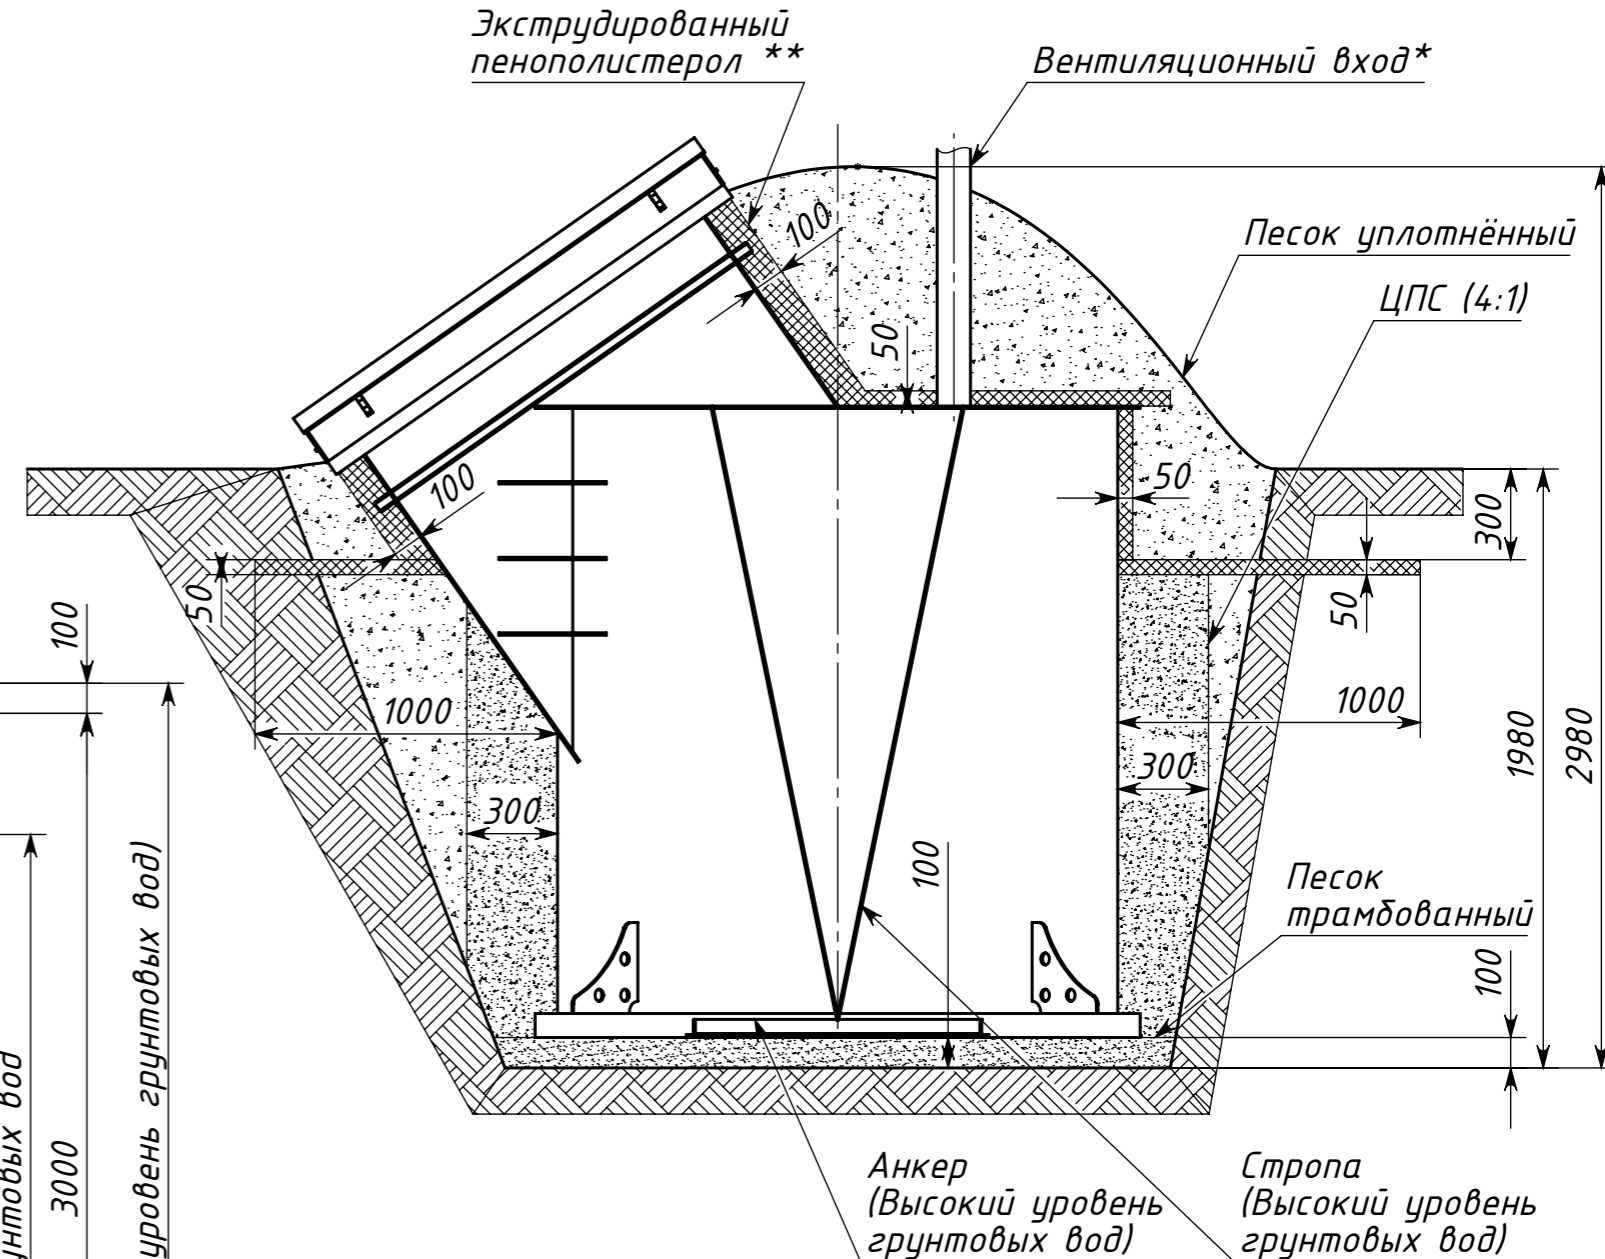 Экструдированный
пенополистерол **
Вентиляционный вход*
Песок уплотнённый
ЦПС (4:1)
100
50
100
50
300
50
50
100
1000
1000
300
300
1980
2980
100
Песок
трамбованный
100
3000
уровень грунтовых вод)
вод
Анкер
(Высокий уровень
грунтовых вод)
Стропа
(Высокий уровень
грунтовых вод)